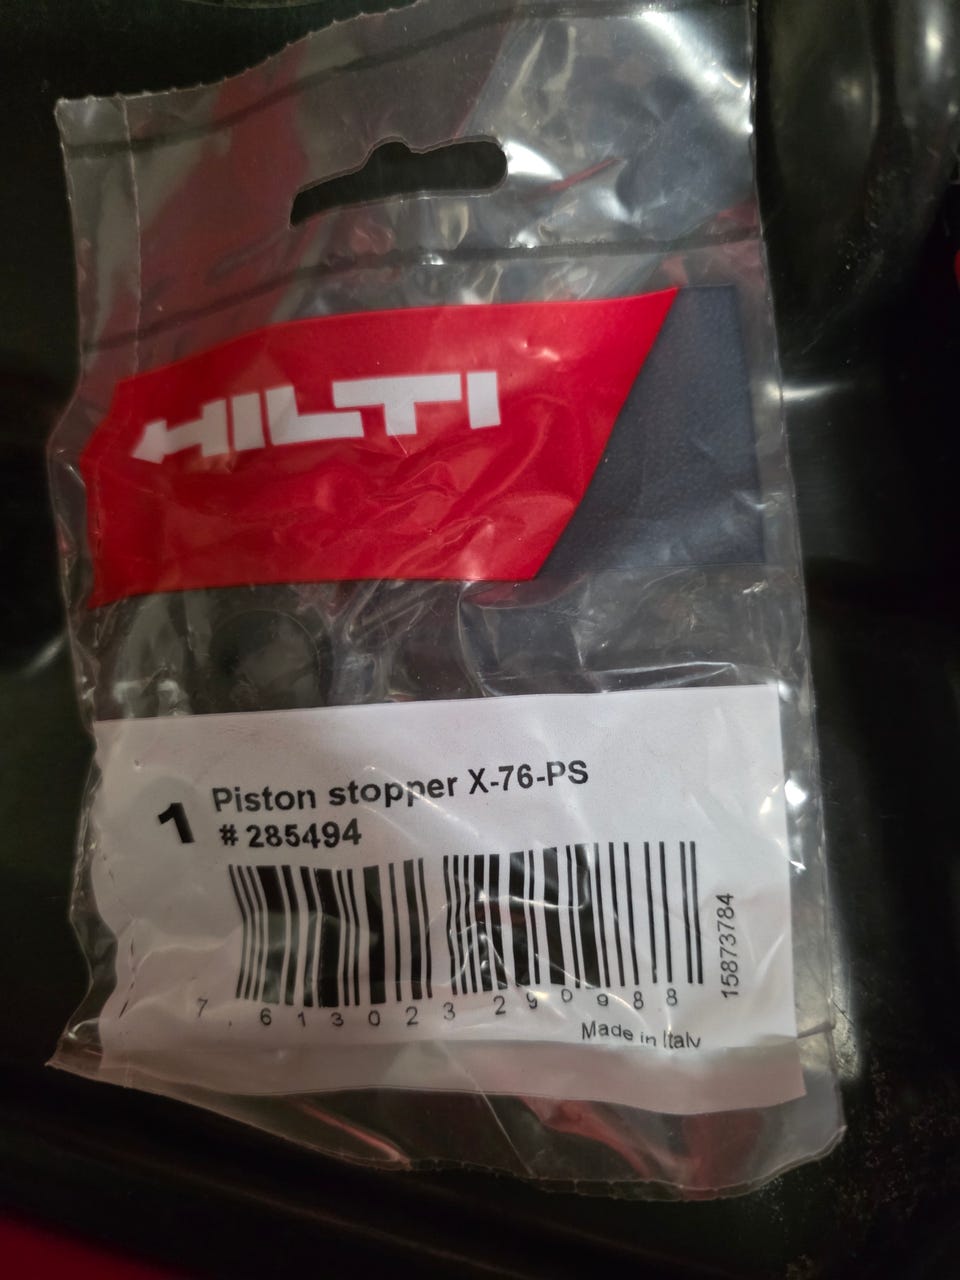 HILTI
1
Piston stopper X-76-PS
# 285494
15873784
7 613023 290988
Made in Italy